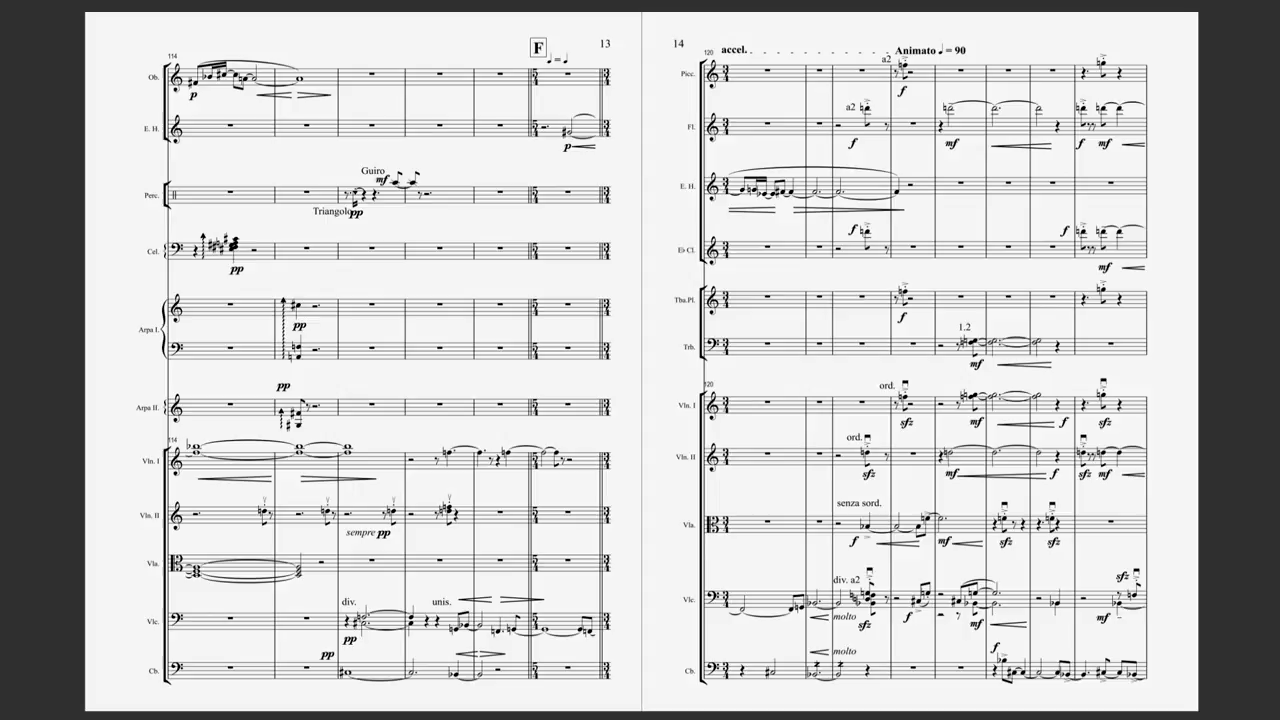 13
F
♩ = ♩
114
Ob.
p
E. H.
p
Guiro
mf
Perc.
Triangolo pp
Cel.
pp
Arpa I.
pp
pp
Arpa II.
114
Vln. I
Vln. II
sempre pp
Vla.
div.
unis.
Vlc.
pp
pp
Cb.
14
120
accel.
Animato ♩ = 90
a2
Picc.
f
a2
Fl.
f
mf
f
mf
E. H.
f
f
E♭ Cl.
mf
Tba.Pl.
f
1.2
Trb.
mf
120
ord.
Vln. I
sfz
mf
f
sfz
ord.
Vln. II
sfz
mf
f
sfz
mf
senza sord.
Vla.
f
mf
sfz
sfz
div. a2
sfz
Vlc.
molto
sfz
f
mf
mf
molto
f
Cb.